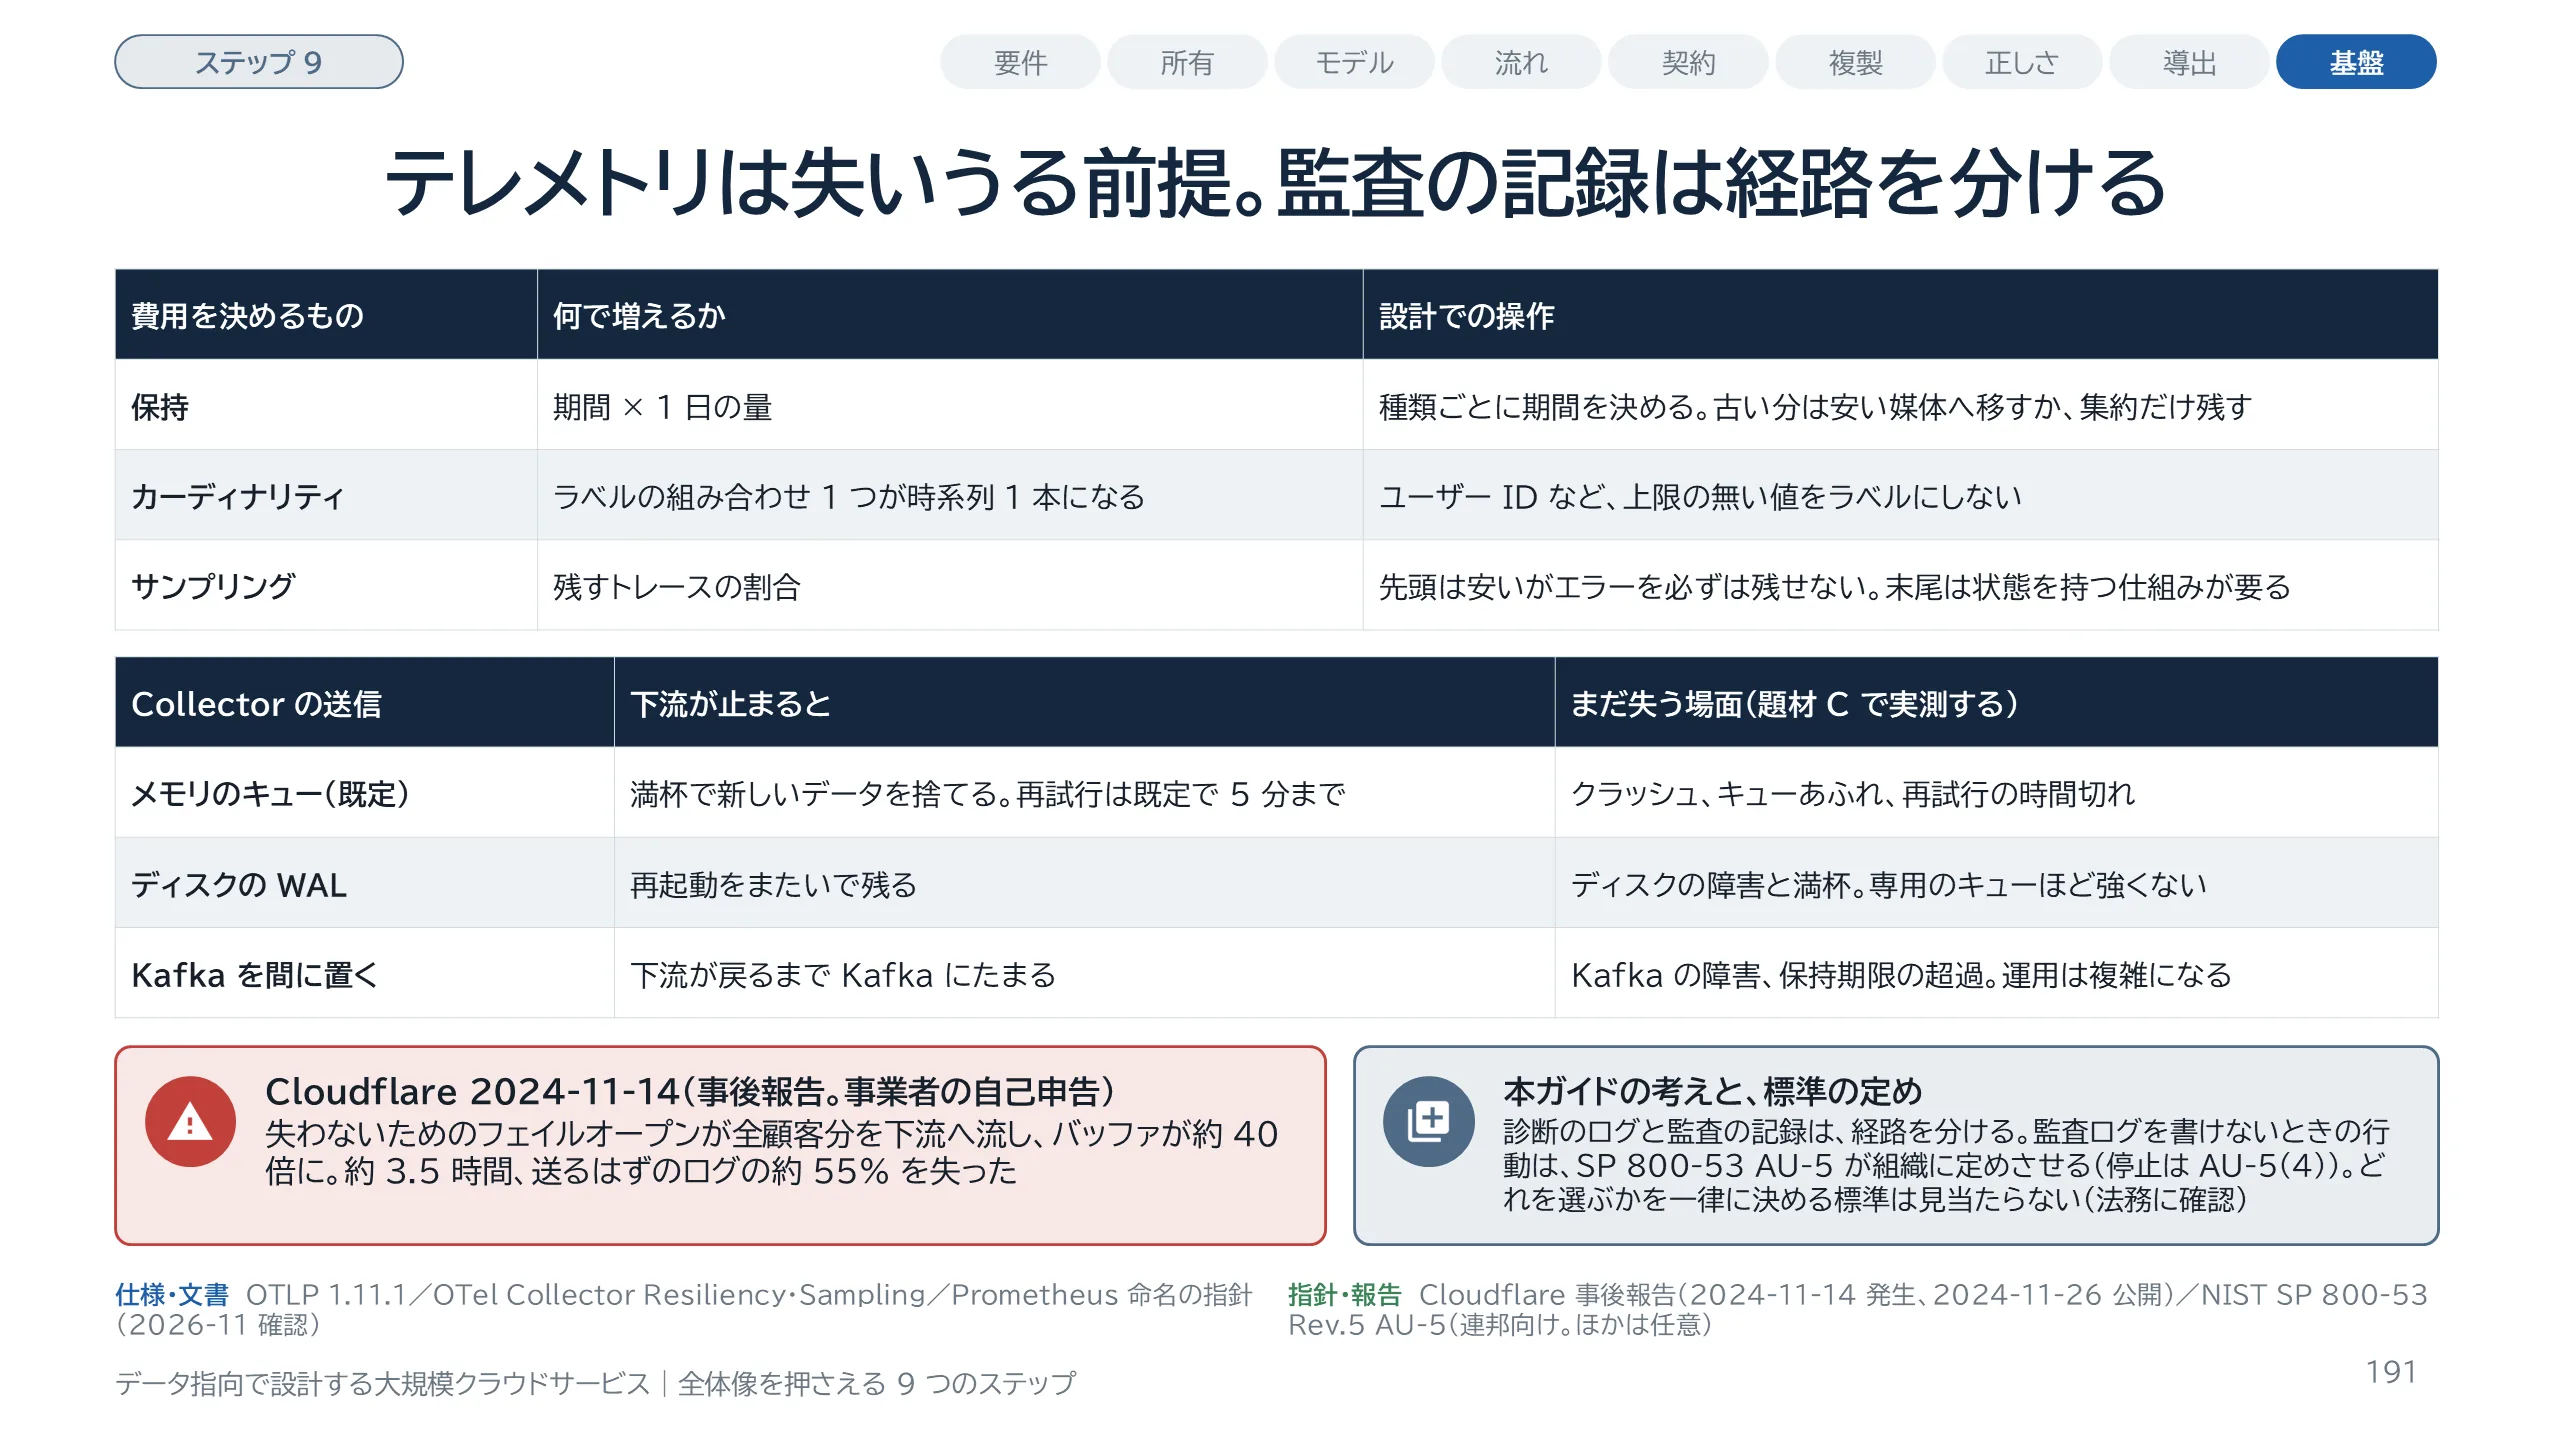 ステップ 9
要件
所有
モデル
流れ
契約
複製
正しさ
導出
基盤
テレメトリは失いうる前提。監査の記録は経路を分ける
費用を決めるもの
何で増えるか
設計での操作
保持
期間 × 1 日の量
種類ごとに期間を決める。古い分は安い媒体へ移すか、集約だけ残す
カーディナリティ
ラベルの組み合わせ 1 つが時系列 1 本になる
ユーザー ID など、上限の無い値をラベルにしない
サンプリング
残すトレースの割合
先頭は安いがエラーを必ずは残せない。末尾は状態を持つ仕組みが要る
Collector の送信
下流が止まると
まだ失う場面（題材 C で実測する）
メモリのキュー（既定）
満杯で新しいデータを捨てる。再試行は既定で 5 分まで
クラッシュ、キューあふれ、再試行の時間切れ
ディスクの WAL
再起動をまたいで残る
ディスクの障害と満杯。専用のキューほど強くない
Kafka を間に置く
下流が戻るまで Kafka にたまる
Kafka の障害、保持期限の超過。運用は複雑になる
Cloudflare 2024-11-14（事後報告。事業者の自己申告）
失わないためのフェイルオープンが全顧客分を下流へ流し、バッファが約 40
倍に。約 3.5 時間、送るはずのログの約 55% を失った
本ガイドの考えと、標準の定め
診断のログと監査の記録は、経路を分ける。監査ログを書けないときの行
動は、SP 800-53 AU-5 が組織に定めさせる（停止は AU-5(4)）。ど
れを選ぶかを一律に決める標準は見当たらない（法務に確認）
仕様・文書 OTLP 1.11.1／OTel Collector Resiliency・Sampling／Prometheus 命名の指針
（2026-11 確認）
指針・報告 Cloudflare 事後報告（2024-11-14 発生、2024-11-26 公開）／NIST SP 800-53
Rev.5 AU-5（連邦向け。ほかは任意）
データ指向で設計する大規模クラウドサービス｜全体像を押さえる 9 つのステップ
191